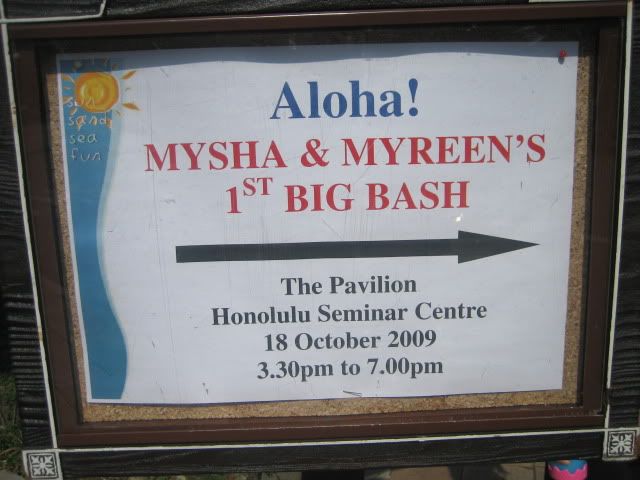 sun
sand
sea
fun
Aloha!
MYSHA & MYREEN'S
1ST BIG BASH
The Pavilion
Honolulu Seminar Centre
18 October 2009
3.30pm to 7.00pm